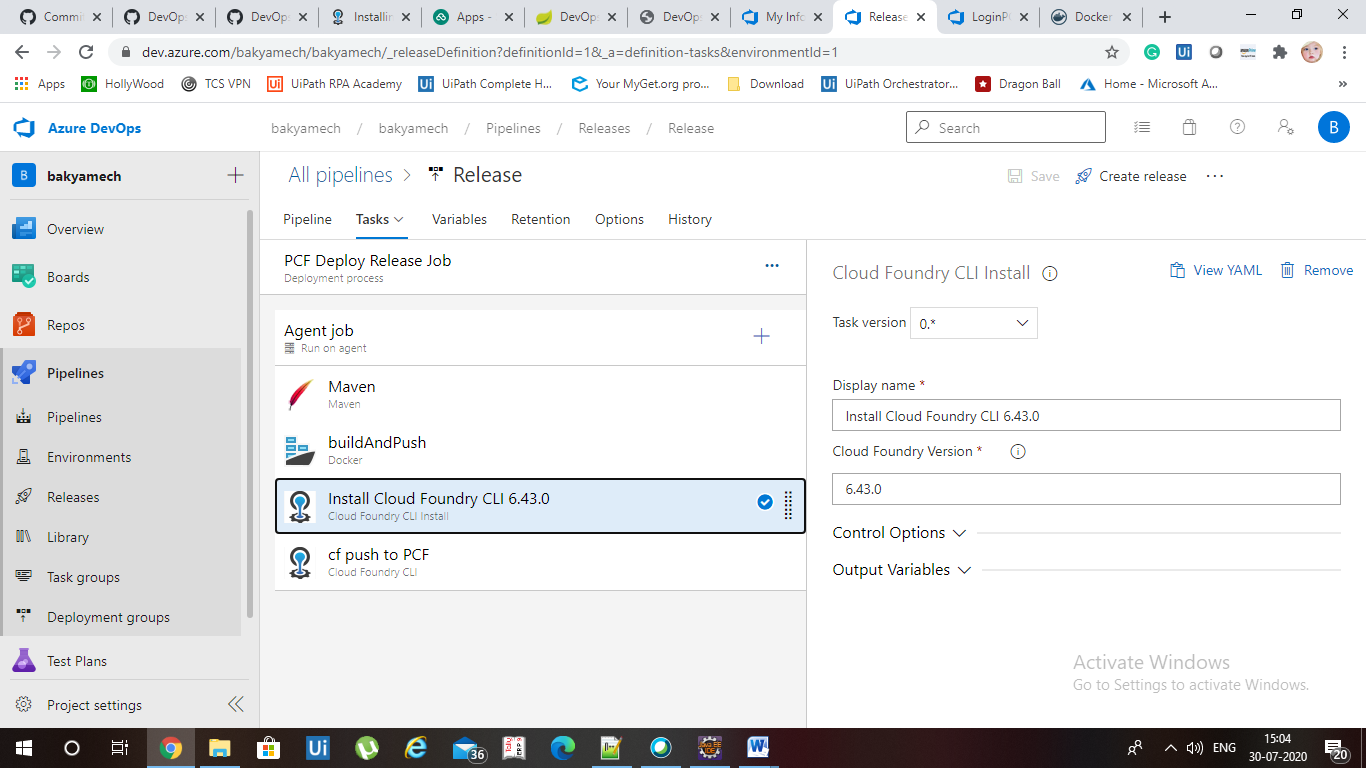 Commi
DevOp
DevOp
Installin
Apps -
DevOp
DevOp
My Info
Release
LoginP
Docker
dev.azure.com/bakyamech/bakyamech/_releaseDefinition?definitionId=1&_a=definition-tasks&environmentId=1
Apps
HollyWood
TCS VPN
UiPath RPA Academy
UiPath Complete H...
Your MyGet.org pro...
Download
UiPath Orchestrator...
Dragon Ball
Home - Microsoft A...
»
Azure DevOps
bakyamech / bakyamech / Pipelines / Releases / Release
Search
B
B
bakyamech
All pipelines > Release
Save
Create release
...
Overview
Boards
Repos
Pipelines
Pipelines
Environments
Releases
Library
Task groups
Deployment groups
Test Plans
Project settings
Pipeline
Tasks
Variables
Retention
Options
History
PCF Deploy Release Job
Deployment process
Agent job
Run on agent
Maven
Maven
buildAndPush
Docker
Install Cloud Foundry CLI 6.43.0
Cloud Foundry CLI Install
cf push to PCF
Cloud Foundry CLI
Cloud Foundry CLI Install
View YAML
Remove
Task version
0.*
Display name *
Install Cloud Foundry CLI 6.43.0
Cloud Foundry Version *
6.43.0
Control Options
Output Variables
Activate Windows
Go to Settings to activate Windows.
36
ENG
15:04
30-07-2020
20